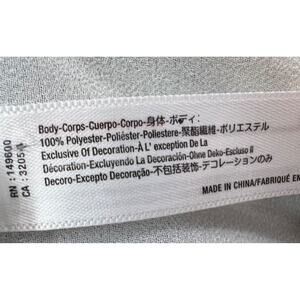 Body-Corps-Cuerpo-Corpo-身体-ボディ:
100% Polyester-Poliéster-Poliestere-聚酯纖維-ポリエステル
Exclusive Of Decoration-À L' exception De La
Décoration-Excluyendo La Decoración-Ohne Deko-Escluso Il
Decoro-Excepto Decoração-不包括装饰-デコレーションのみ
MADE IN CHINA/FABRIQUÉ EN
RN : 149600
CA : 3205